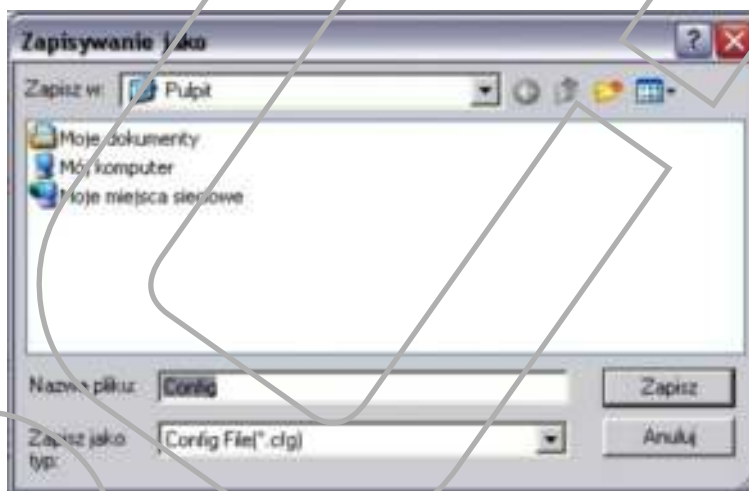 Zapisywanie jako
Zapisz w: Pulpit
Moje dokumenty
Mój komputer
Moje miejsca sieciowe
Nazwa pliku: Config
Zapisz
Zapisz jako typ: Config File(*.cfg)
Anuluj